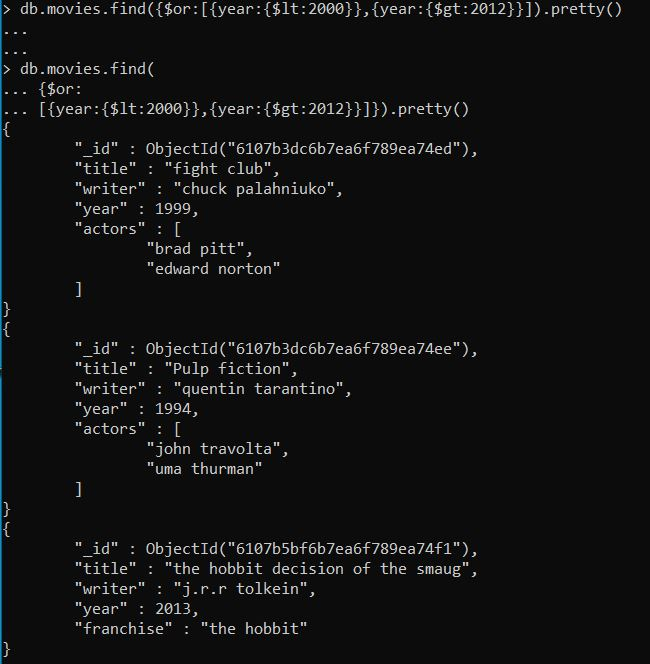 > db.movies.find({$or:[{year:{$lt:2000}},{year:{$gt:2012}}]).pretty()
...
...
> db.movies.find(
... {$or:
... [{year:{$lt:2000}},{year:{$gt:2012}}]}).pretty()
{
        "_id" : ObjectId("6107b3dc6b7ea6f789ea74ed"),
        "title" : "fight club",
        "writer" : "chuck palahniuko",
        "year" : 1999,
        "actors" : [
                "brad pitt",
                "edward norton"
        ]
}
{
        "_id" : ObjectId("6107b3dc6b7ea6f789ea74ee"),
        "title" : "Pulp fiction",
        "writer" : "quentin tarantino",
        "year" : 1994,
        "actors" : [
                "john travolta",
                "uma thurman"
        ]
}
{
        "_id" : ObjectId("6107b5bf6b7ea6f789ea74f1"),
        "title" : "the hobbit decision of the smaug",
        "writer" : "j.r.r tolkein",
        "year" : 2013,
        "franchise" : "the hobbit"
}